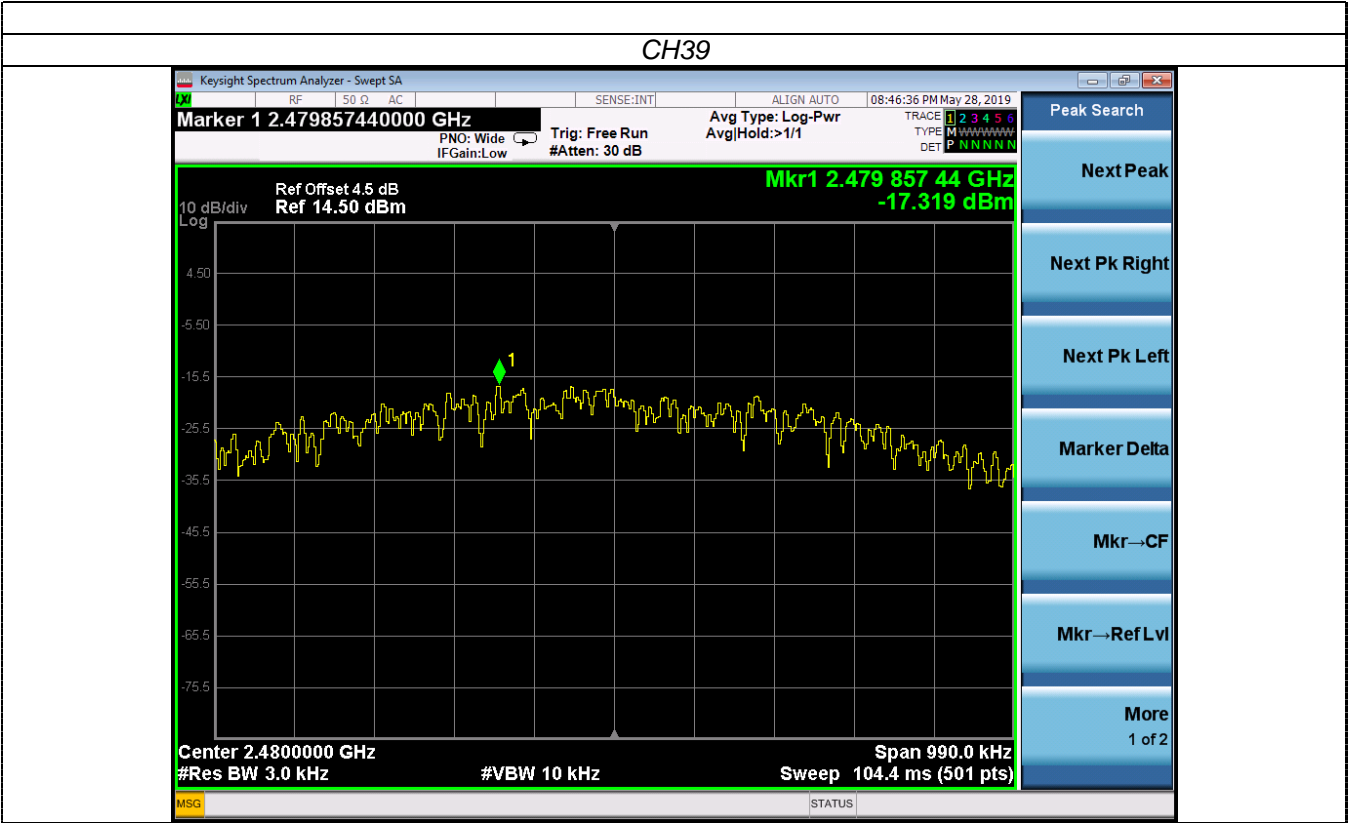 CH39
Keysight Spectrum Analyzer - Swept SA
LXI RF 50 Ω AC SENSE:INT ALIGN AUTO 08:46:36 PM May 28, 2019
Marker 1 2.479857440000 GHz
PNO: Wide
IFGain:Low
Trig: Free Run
#Atten: 30 dB
Avg Type: Log-Pwr
Avg|Hold:>1/1
TRACE 1 2 3 4 5 6
TYPE M WWWWW
DET P N N N N N
Mkr1 2.479 857 44 GHz
-17.319 dBm
Ref Offset 4.5 dB
10 dB/div Ref 14.50 dBm
Log
1
4.50
-5.50
-15.5
-25.5
-35.5
-45.5
-55.5
-65.5
-75.5
Center 2.4800000 GHz Span 990.0 kHz
#Res BW 3.0 kHz #VBW 10 kHz Sweep 104.4 ms (501 pts)
MSG STATUS
Peak Search
Next Peak
Next Pk Right
Next Pk Left
Marker Delta
Mkr→CF
Mkr→Ref Lvl
More
1 of 2